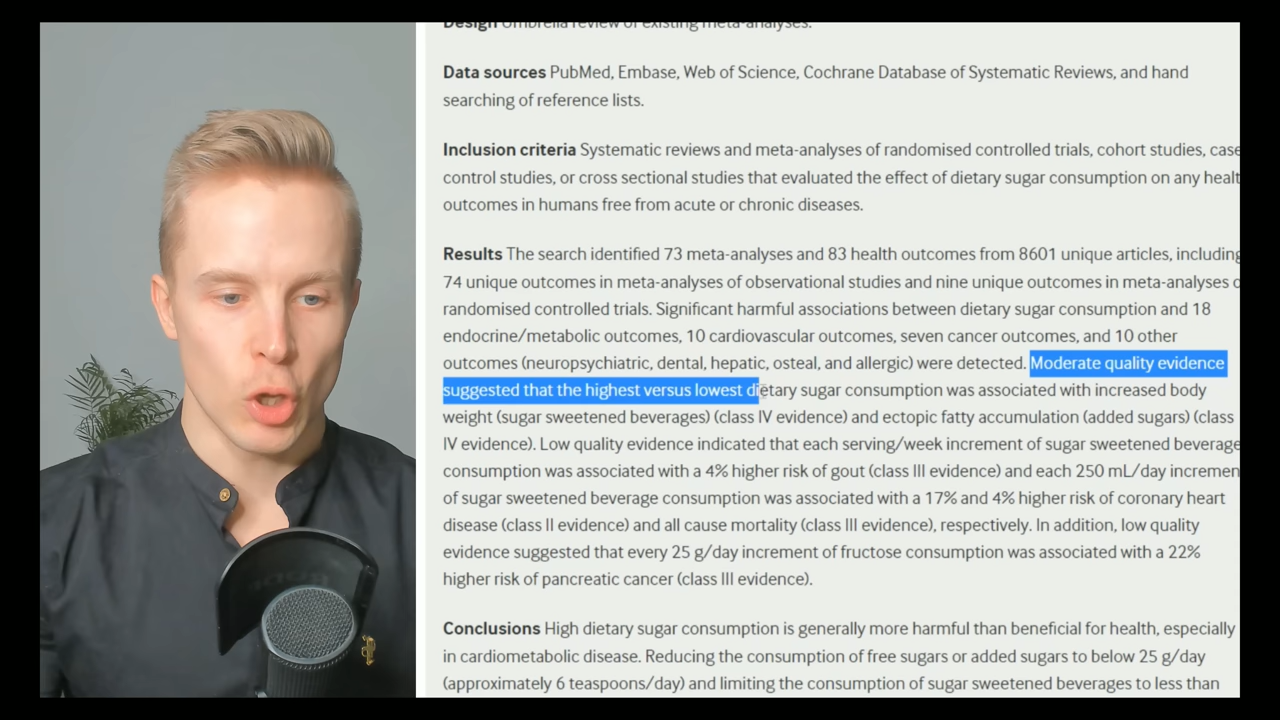 Design Umbrella review of existing meta-analyses.
Data sources PubMed, Embase, Web of Science, Cochrane Database of Systematic Reviews, and hand
searching of reference lists.
Inclusion criteria Systematic reviews and meta-analyses of randomised controlled trials, cohort studies, case
control studies, or cross sectional studies that evaluated the effect of dietary sugar consumption on any healt
outcomes in humans free from acute or chronic diseases.
Results The search identified 73 meta-analyses and 83 health outcomes from 8601 unique articles, including
74 unique outcomes in meta-analyses of observational studies and nine unique outcomes in meta-analyses o
randomised controlled trials. Significant harmful associations between dietary sugar consumption and 18
endocrine/metabolic outcomes, 10 cardiovascular outcomes, seven cancer outcomes, and 10 other
outcomes (neuropsychiatric, dental, hepatic, osteal, and allergic) were detected. Moderate quality evidence
suggested that the highest versus lowest dietary sugar consumption was associated with increased body
weight (sugar sweetened beverages) (class IV evidence) and ectopic fatty accumulation (added sugars) (class
IV evidence). Low quality evidence indicated that each serving/week increment of sugar sweetened beverage
consumption was associated with a 4% higher risk of gout (class III evidence) and each 250 mL/day incremen
of sugar sweetened beverage consumption was associated with a 17% and 4% higher risk of coronary heart
disease (class II evidence) and all cause mortality (class III evidence), respectively. In addition, low quality
evidence suggested that every 25 g/day increment of fructose consumption was associated with a 22%
higher risk of pancreatic cancer (class III evidence).
Conclusions High dietary sugar consumption is generally more harmful than beneficial for health, especially
in cardiometabolic disease. Reducing the consumption of free sugars or added sugars to below 25 g/day
(approximately 6 teaspoons/day) and limiting the consumption of sugar sweetened beverages to less than